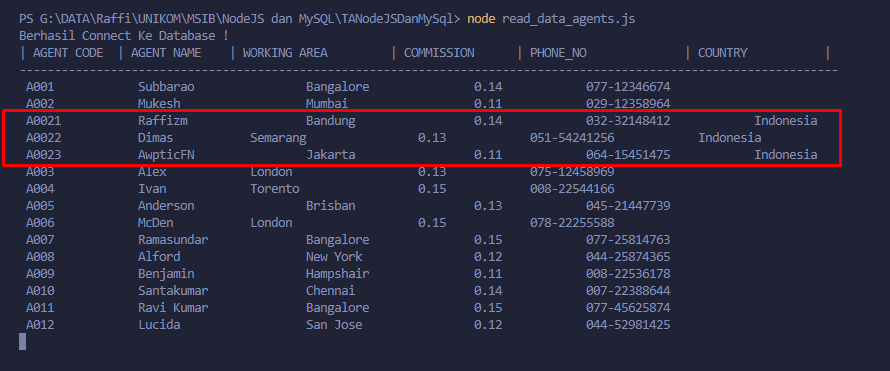 PS G:\DATA\Raffi\UNIKOM\MSIB\NodeJS dan MySQL\TANodeJSDanMySql> node read_data_agents.js
Berhasil Connect Ke Database !
| AGENT CODE | AGENT NAME | WORKING AREA | COMMISSION | PHONE_NO | COUNTRY |
---------------------------------------------------------------------------------------------------------------------
A001 Subbarao Bangalore 0.14 077-12346674
A002 Mukesh Mumbai 0.11 029-12358964
A0021 Raffizm Bandung 0.14 032-32148412 Indonesia
A0022 Dimas Semarang 0.13 051-54241256 Indonesia
A0023 AwpticFN Jakarta 0.11 064-15451475 Indonesia
A003 Alex London 0.13 075-12458969
A004 Ivan Torento 0.15 008-22544166
A005 Anderson Brisban 0.13 045-21447739
A006 McDen London 0.15 078-22255588
A007 Ramasundar Bangalore 0.15 077-25814763
A008 Alford New York 0.12 044-25874365
A009 Benjamin Hampshair 0.11 008-22536178
A010 Santakumar Chennai 0.14 007-22388644
A011 Ravi Kumar Bangalore 0.15 077-45625874
A012 Lucida San Jose 0.12 044-52981425